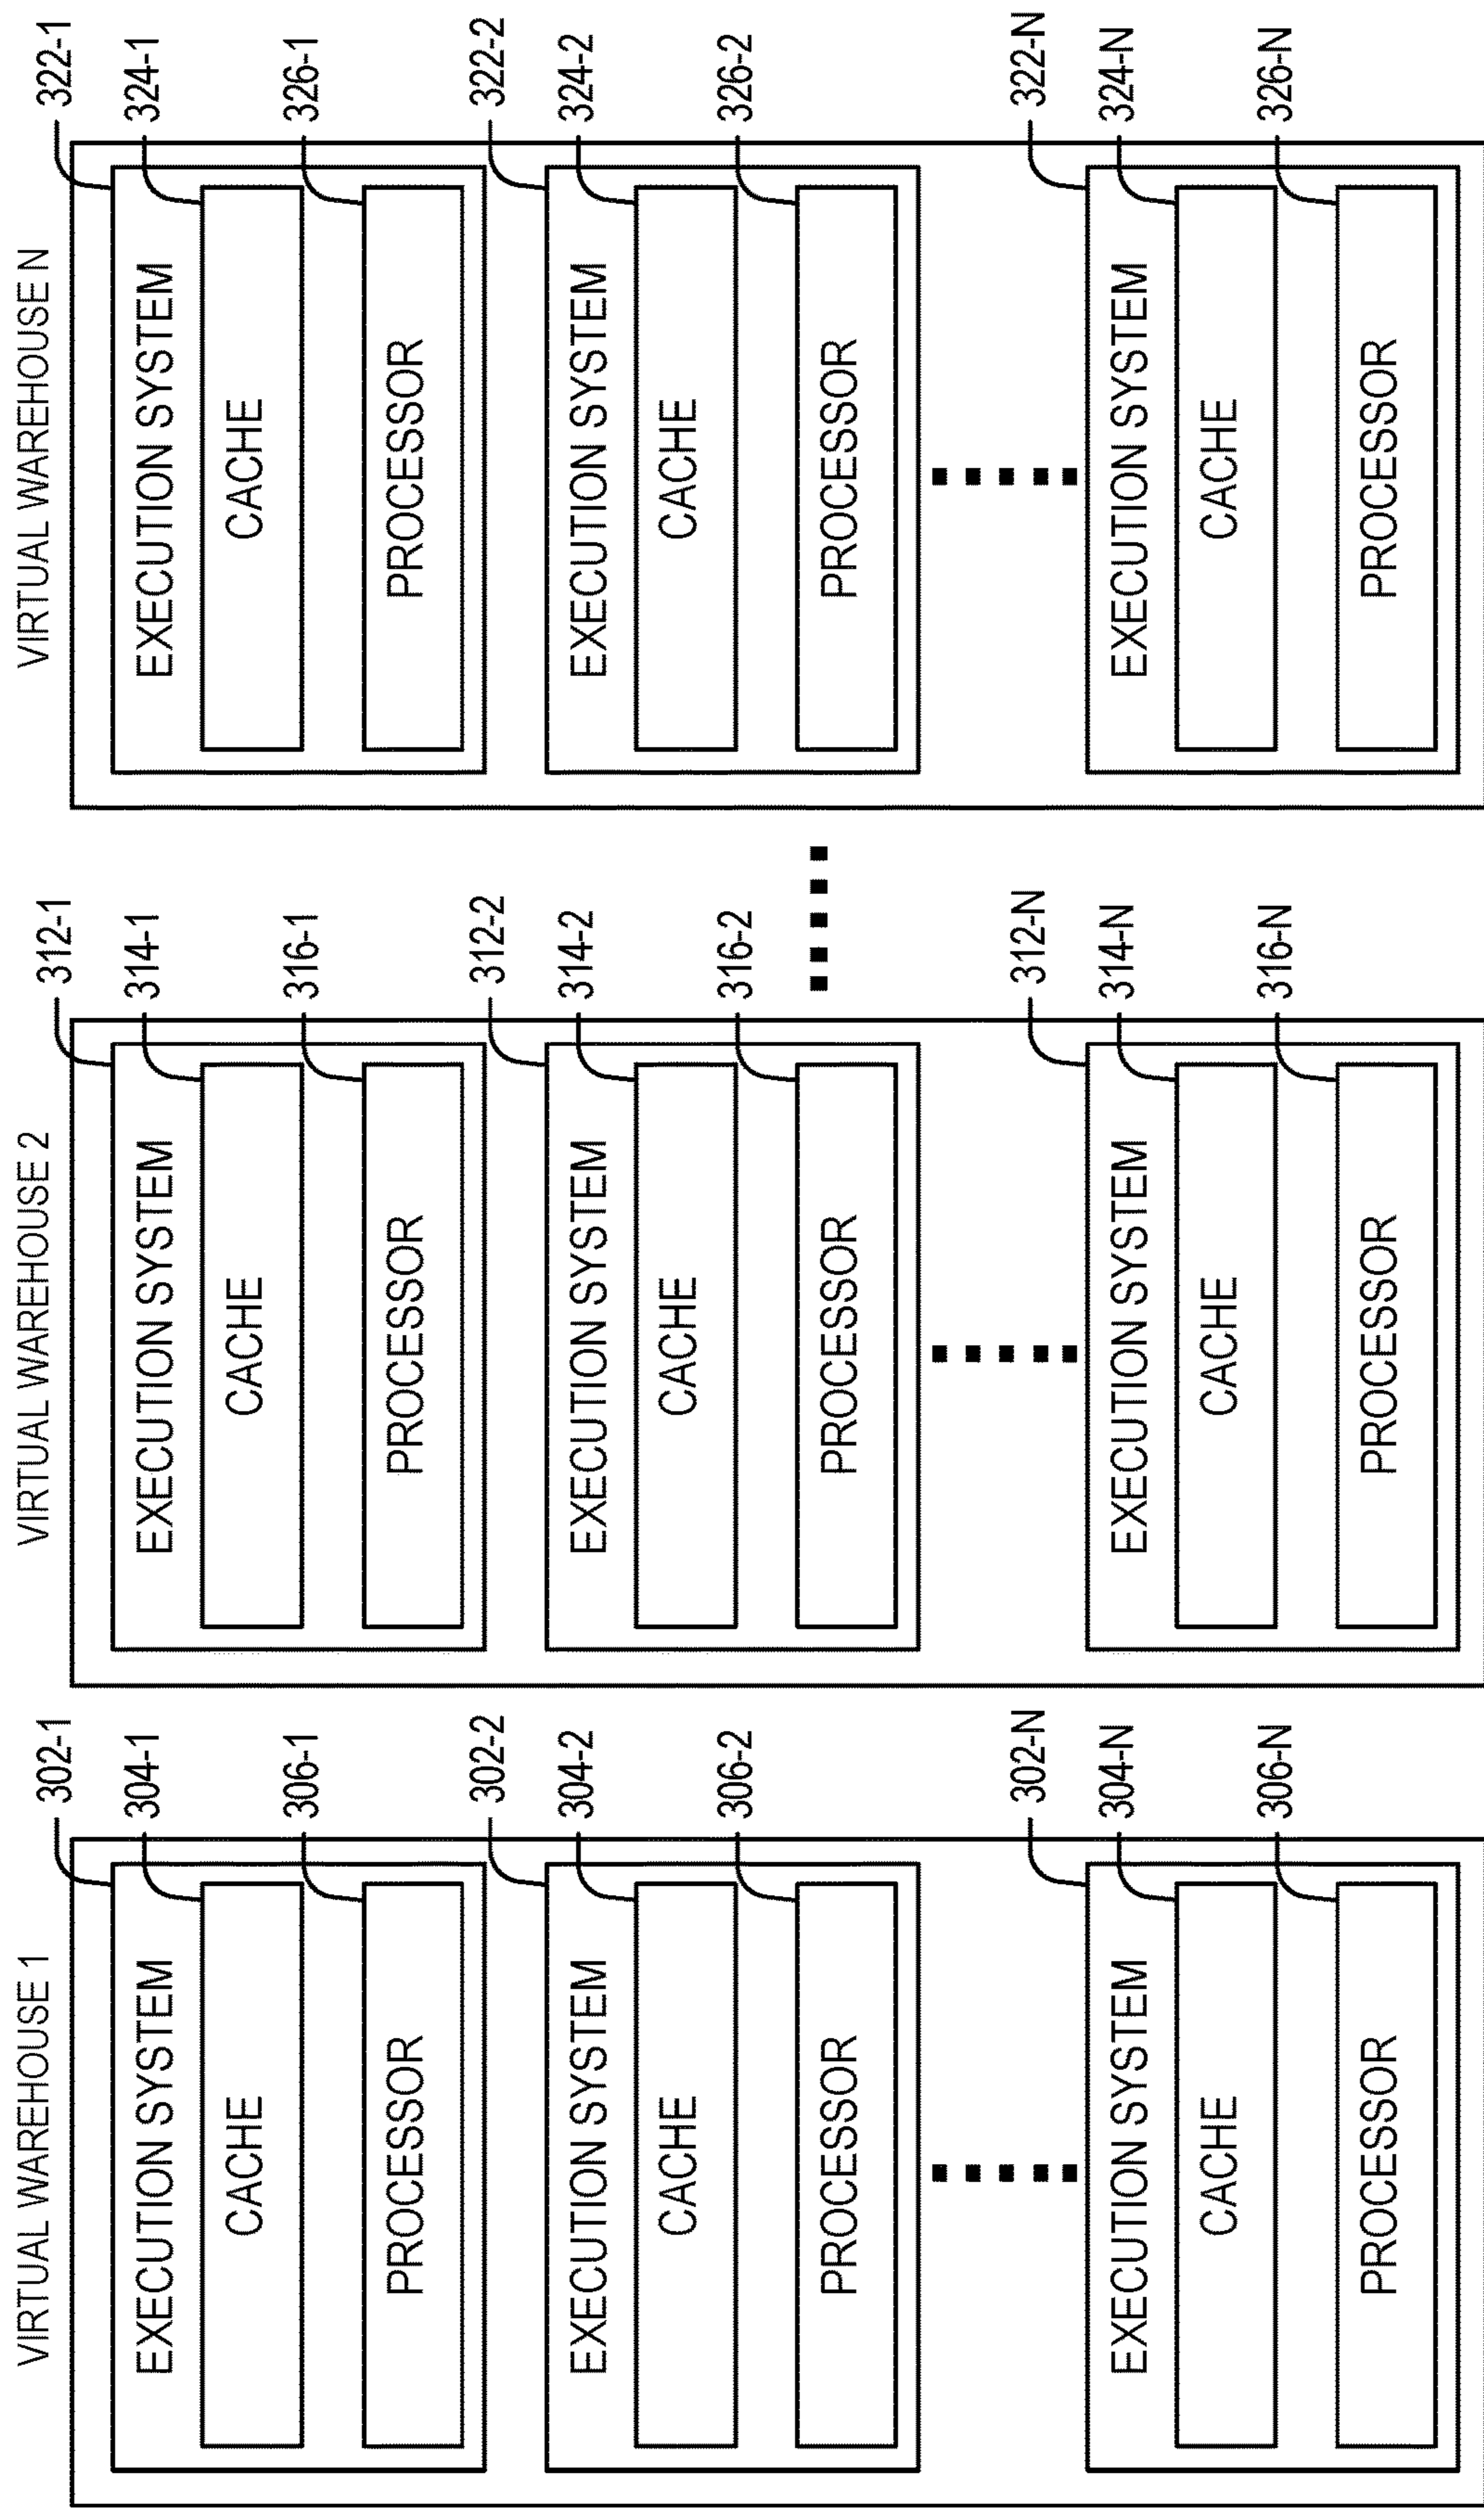 VIRTUAL WAREHOUSE 1
302-1
EXECUTION SYSTEM
304-1
CACHE
306-1
PROCESSOR
302-2
EXECUTION SYSTEM
304-2
CACHE
306-2
PROCESSOR
302-N
EXECUTION SYSTEM
304-N
CACHE
306-N
PROCESSOR
VIRTUAL WAREHOUSE 2
312-1
EXECUTION SYSTEM
314-1
CACHE
316-1
PROCESSOR
312-2
EXECUTION SYSTEM
314-2
CACHE
316-2
PROCESSOR
312-N
EXECUTION SYSTEM
314-N
CACHE
316-N
PROCESSOR
VIRTUAL WAREHOUSE N
322-1
EXECUTION SYSTEM
324-1
CACHE
326-1
PROCESSOR
322-2
EXECUTION SYSTEM
324-2
CACHE
326-2
PROCESSOR
322-N
EXECUTION SYSTEM
324-N
CACHE
326-N
PROCESSOR